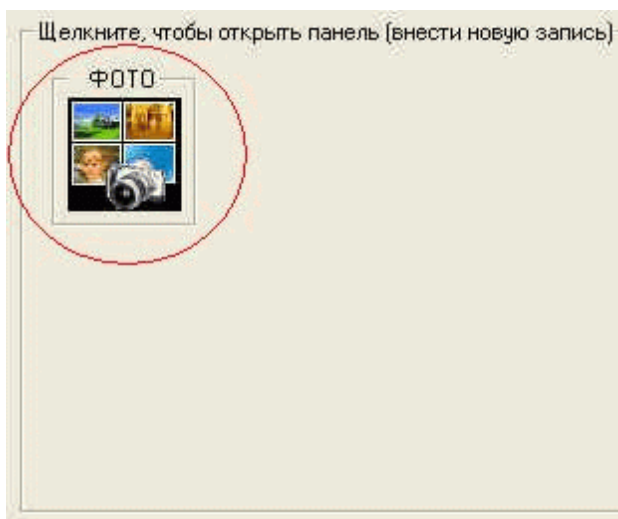 Щелкните, чтобы открыть панель (внести новую запись)
ФОТО